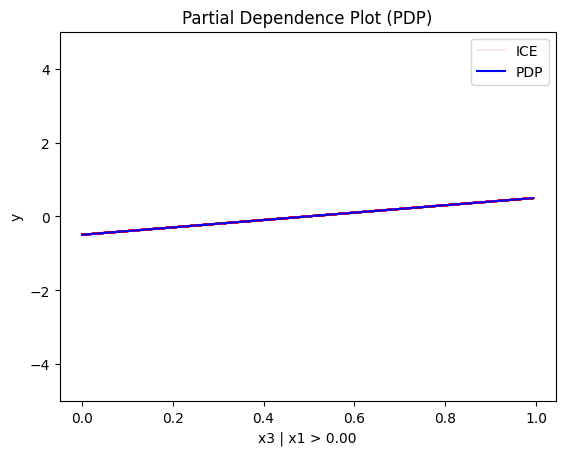 Partial Dependence Plot (PDP)
ICE
PDP
4
2
0
−2
−4
y
0.0 0.2 0.4 0.6 0.8 1.0
x3 | x1 > 0.00